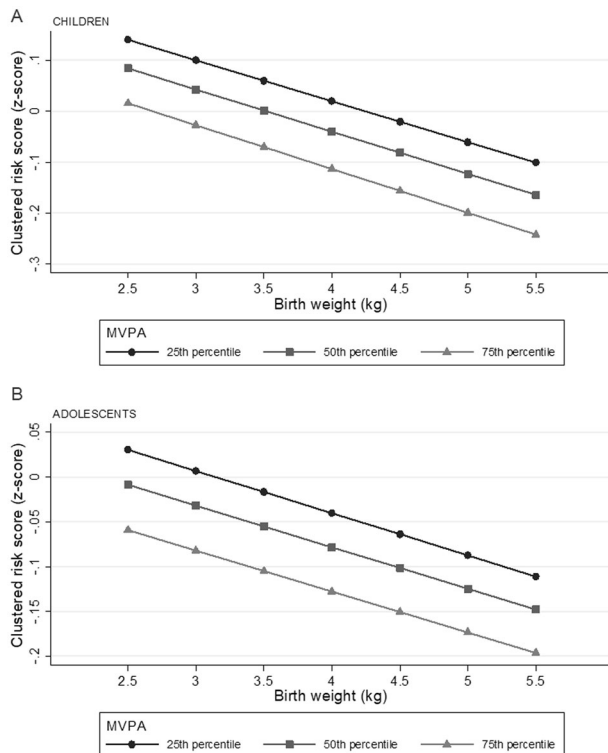 A
CHILDREN
Clustered risk score (z-score)
.1
0
-.1
-.2
-.3
2.5 3 3.5 4 4.5 5 5.5
Birth weight (kg)
MVPA
25th percentile 50th percentile 75th percentile
B
ADOLESCENTS
Clustered risk score (z-score)
.05
0
-.05
-.1
-.15
-.2
2.5 3 3.5 4 4.5 5 5.5
Birth weight (kg)
MVPA
25th percentile 50th percentile 75th percentile